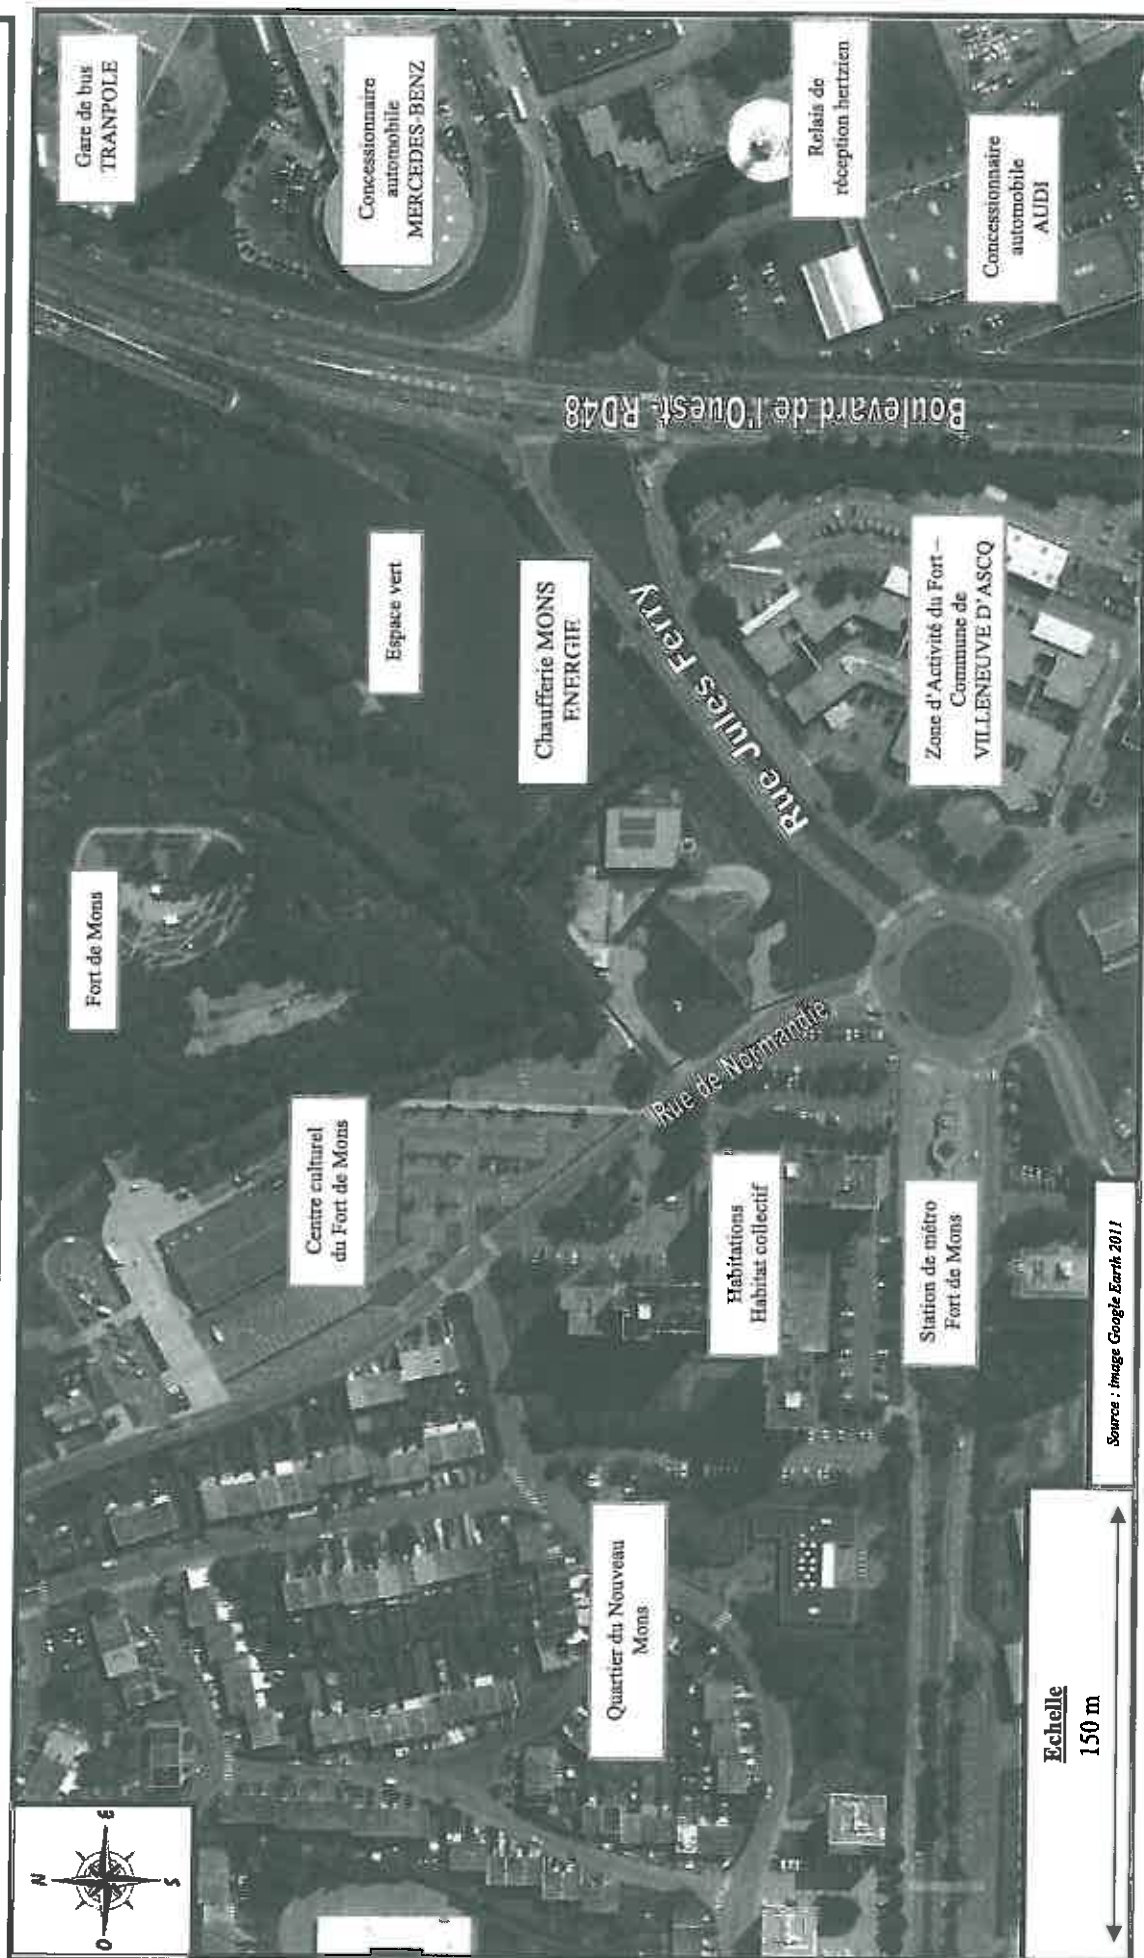 N
O
E
S
Fort de Mons
Gare de bus
TRANPOLE
Centre culturel
du Fort de Mons
Espace vert
Concessionnaire
automobile
MERCEDES-BENZ
Chaufferie MONS
ENERGIE
Boulevard de l'Ouest- RD48
Quartier du Nouveau
Mons
Rue de Normandie
Rue Jules Ferry
Relais de
réception hertzien
Habitations
Habitat collectif
Station de métro
Fort de Mons
Zone d'Activité du Fort –
Commune de
VILLENEUVE D'ASCQ
Concessionnaire
automobile
AUDI
Echelle
150 m
Source : image Google Earth 2011